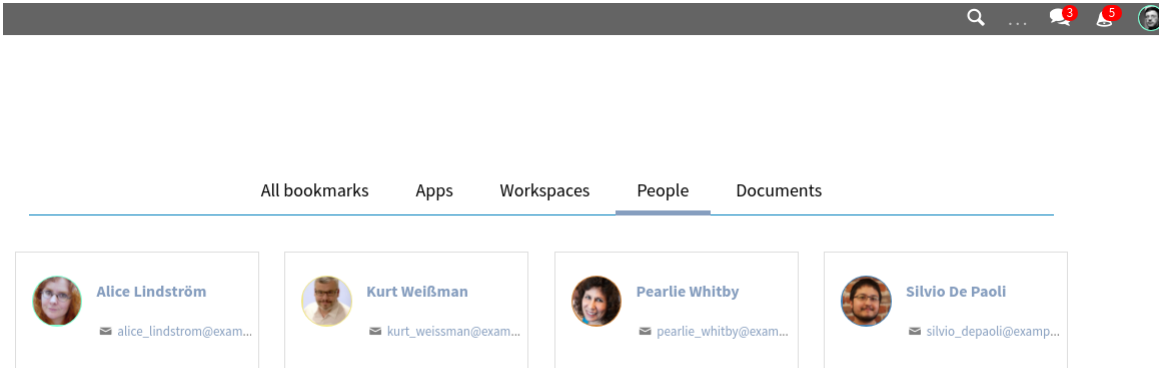 ... 3 5
All bookmarks Apps Workspaces People Documents
Alice Lindström Kurt Weißman Pearlie Whitby Silvio De Paoli
alice_lindstrom@exam... kurt_weissman@exam... pearlie_whitby@exam... silvio_depaoli@examp...